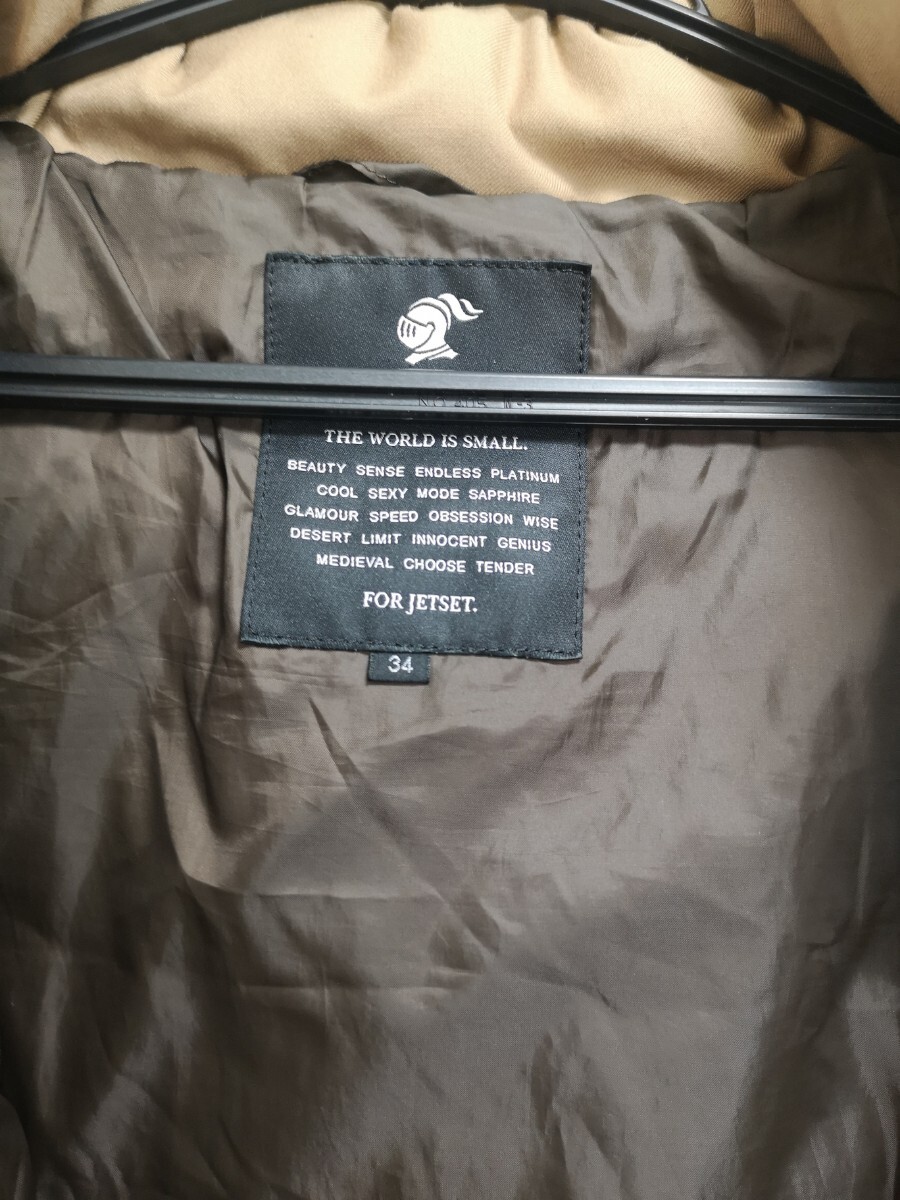 THE WORLD IS SMALL.
BEAUTY SENSE ENDLESS PLATINUM
COOL SEXY MODE SAPPHIRE
GLAMOUR SPEED OBSESSION WISE
DESERT LIMIT INNOCENT GENIUS
MEDIEVAL CHOOSE TENDER
FOR JETSET.
34